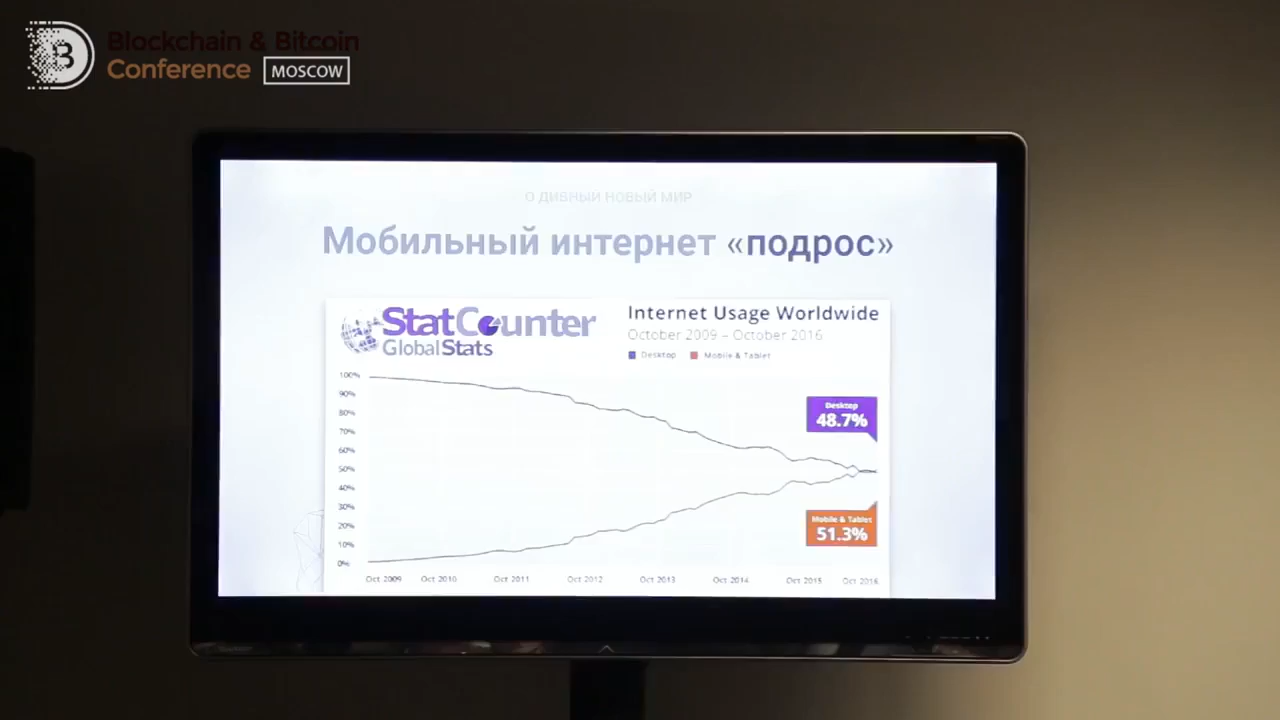 Blockchain & Bitcoin
Conference MOSCOW
О ДИВНЫЙ НОВЫЙ МИР
Мобильный интернет «подрос»
StatCounter
GlobalStats
Internet Usage Worldwide
October 2009 – October 2016
Desktop Mobile & Tablet
100%
90%
80%
70%
60%
50%
40%
30%
20%
10%
0%
Desktop
48.7%
Mobile & Tablet
51.3%
Oct 2009 Oct 2010 Oct 2011 Oct 2012 Oct 2013 Oct 2014 Oct 2015 Oct 2016